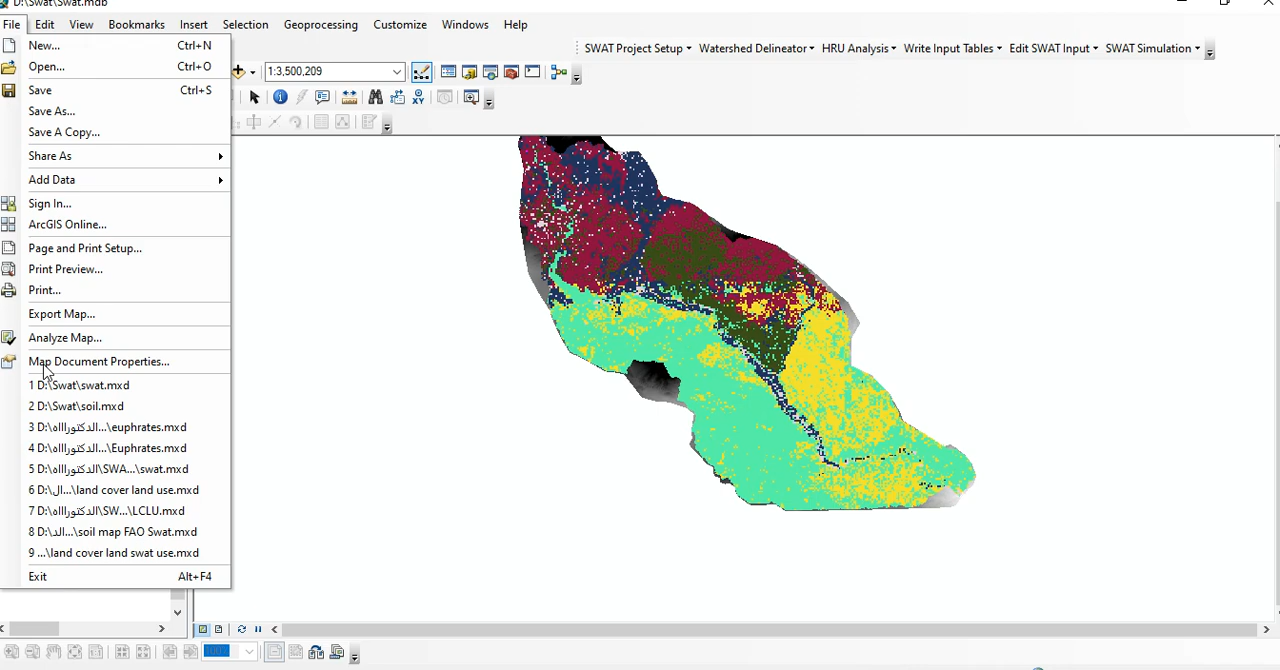 D:\Swat\Swat.mdb
File Edit View Bookmarks Insert Selection Geoprocessing Customize Windows Help
New... Ctrl+N
Open... Ctrl+O
Save Ctrl+S
Save As...
Save A Copy...
Share As
Add Data
Sign In...
ArcGIS Online...
Page and Print Setup...
Print Preview...
Print...
Export Map...
Analyze Map...
Map Document Properties...
1 D:\Swat\swat.mxd
2 D:\Swat\soil.mxd
3 D:\الدكتوراااه...\euphrates.mxd
4 D:\الدكتوراااه...\Euphrates.mxd
5 D:\الدكتوراااه\SWA...\swat.mxd
6 D:\ال...\land cover land use.mxd
7 D:\الدكتوراااه\SW...\LCLU.mxd
8 D:\الد...\soil map FAO Swat.mxd
9 ...\land cover land swat use.mxd
Exit Alt+F4
SWAT Project Setup Watershed Delineator HRU Analysis Write Input Tables Edit SWAT Input SWAT Simulation
1:3,500,209
XY